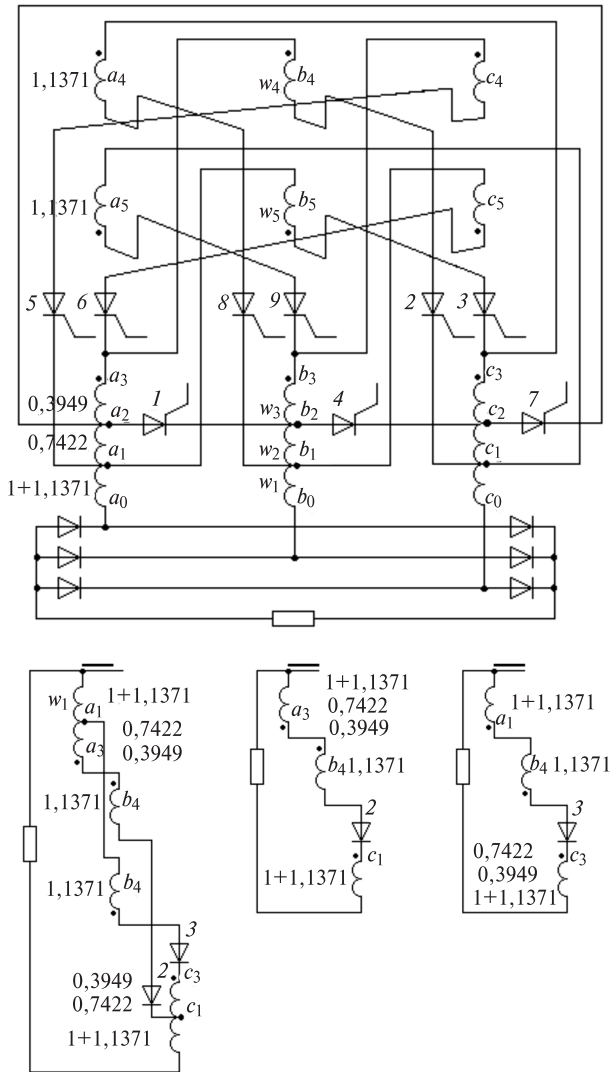 1,1371 a4 w4 b4 c4
1,1371 a5 w5 b5 c5
5 6 8 9 2 3
a3 b3 c3
0,3949 a2 1 w3 b2 4 c2 7
0,7422 a1 w2 b1 c1
1+1,1371 a0 w1 b0 c0
w1 1+1,1371
a1 0,7422
a3 0,3949
1,1371 b4
1,1371 b4
3
2 c3
0,3949
0,7422 c1
1+1,1371
1+1,1371
0,7422
a3 0,3949
b4 1,1371
2
c1
1+1,1371
1+1,1371
a1
b4 1,1371
3
0,7422 c3
0,3949
1+1,1371